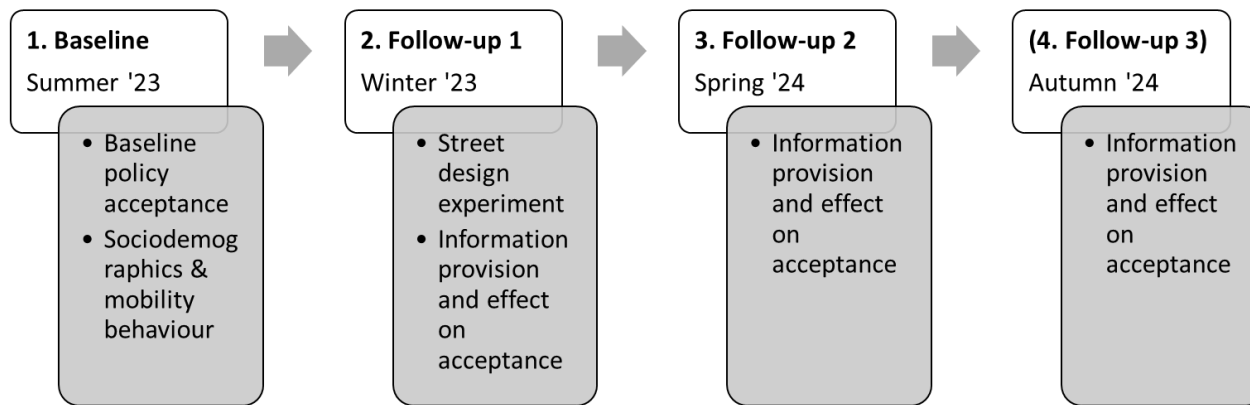 1. Baseline
Summer '23
• Baseline
policy
acceptance
• Sociodemog
raphics &
mobility
behaviour
2. Follow-up 1
Winter '23
• Street
design
experiment
• Information
provision
and effect
on
acceptance
3. Follow-up 2
Spring '24
• Information
provision
and effect
on
acceptance
(4. Follow-up 3)
Autumn '24
• Information
provision
and effect
on
acceptance